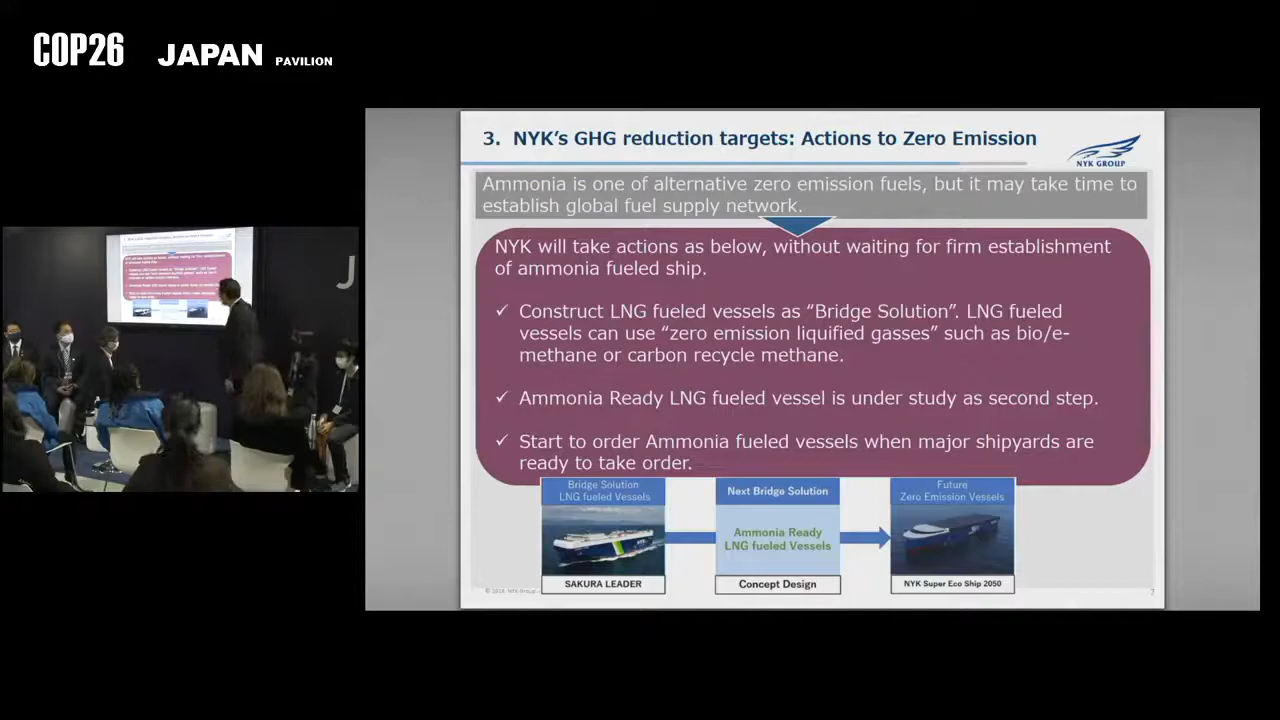 COP26 JAPAN PAVILION
3. NYK's GHG reduction targets: Actions to Zero Emission
NYK GROUP
Ammonia is one of alternative zero emission fuels, but it may take time to
establish global fuel supply network.
NYK will take actions as below, without waiting for firm establishment
of ammonia fueled ship.
✓ Construct LNG fueled vessels as “Bridge Solution”. LNG fueled
vessels can use “zero emission liquified gasses” such as bio/e-
methane or carbon recycle methane.
✓ Ammonia Ready LNG fueled vessel is under study as second step.
✓ Start to order Ammonia fueled vessels when major shipyards are
ready to take order.
Bridge Solution
LNG fueled Vessels
SAKURA LEADER
Next Bridge Solution
Ammonia Ready
LNG fueled Vessels
Concept Design
Future
Zero Emission Vessels
NYK Super Eco Ship 2050
7
J